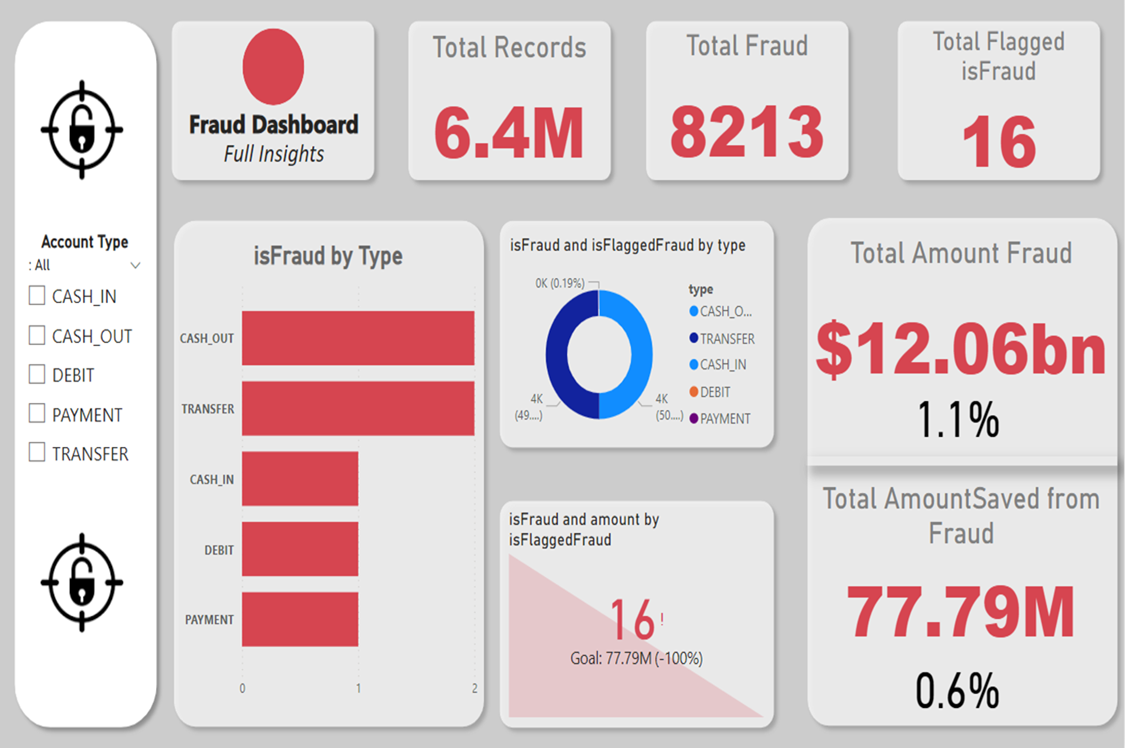 Fraud Dashboard
Full Insights
Total Records
6.4M
Total Fraud
8213
Total Flagged
isFraud
16
Account Type
: All
CASH_IN
CASH_OUT
DEBIT
PAYMENT
TRANSFER
isFraud by Type
CASH_OUT
TRANSFER
CASH_IN
DEBIT
PAYMENT
0 1 2
isFraud and isFlaggedFraud by type
0K (0.19%)
4K
(49....)
4K
(50....)
type
CASH_O...
TRANSFER
CASH_IN
DEBIT
PAYMENT
isFraud and amount by
isFlaggedFraud
16!
Goal: 77.79M (-100%)
Total Amount Fraud
$12.06bn
1.1%
Total AmountSaved from
Fraud
77.79M
0.6%